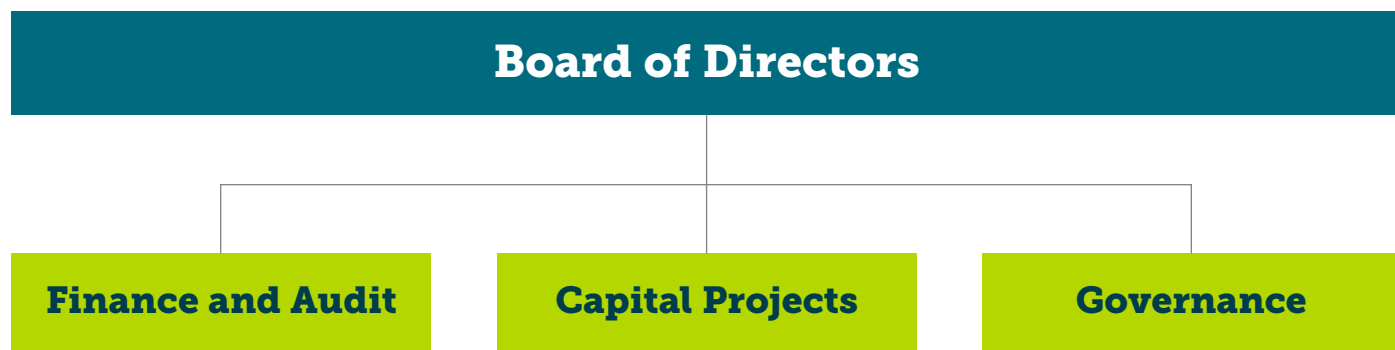 Board of Directors
Finance and Audit
Capital Projects
Governance